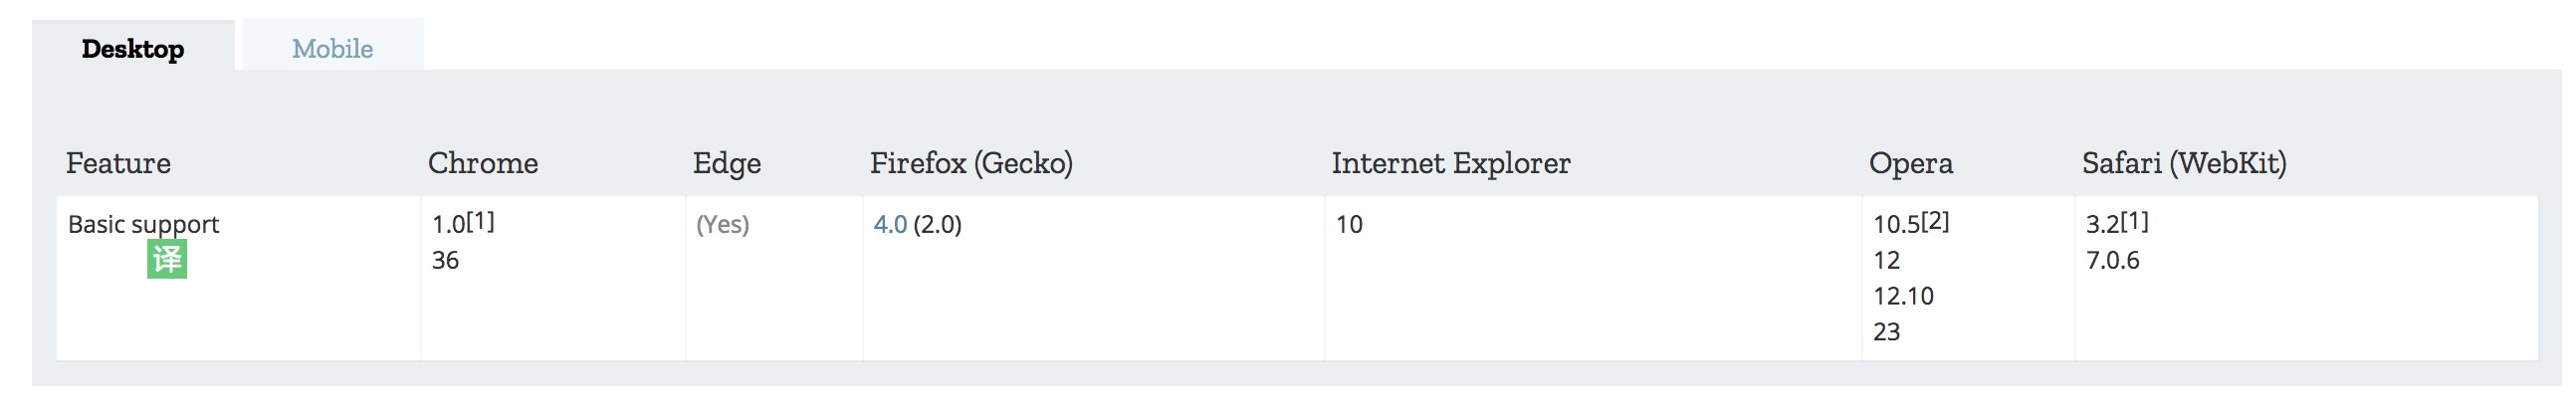 Desktop Mobile
Feature Chrome Edge Firefox (Gecko) Internet Explorer Opera Safari (WebKit)
Basic support 1.0[1] (Yes) 4.0 (2.0) 10 10.5[2] 3.2[1]
译 36 12 7.0.6
12.10
23